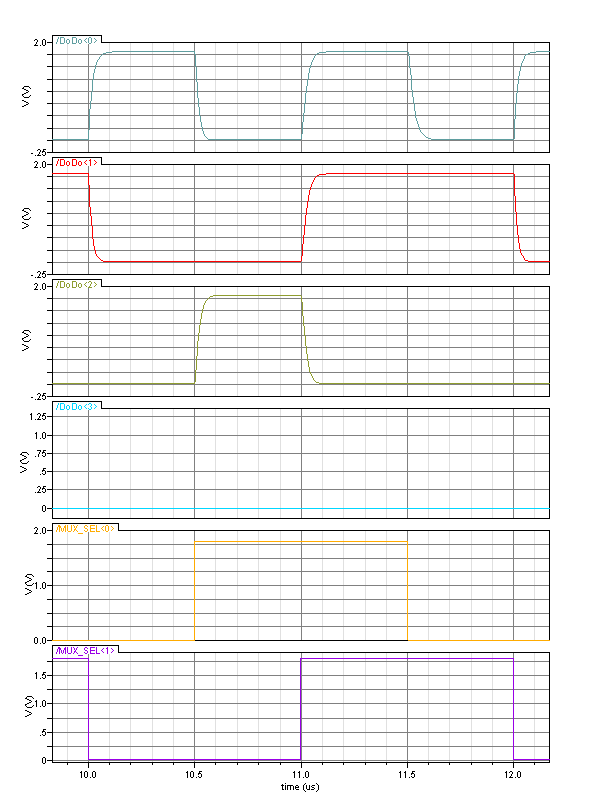 /DoDo<0>
2.0
V (V)
-.25
/DoDo<1>
2.0
V (V)
-.25
/DoDo<2>
2.0
V (V)
-.25
/DoDo<3>
1.25
1.0
.75
V (V)
.5
.25
0
/MUX_SEL<0>
2.0
V (V)
1.0
0.0
/MUX_SEL<1>
1.5
1.0
V (V)
.5
0
10.0 10.5 11.0 11.5 12.0
time (us)